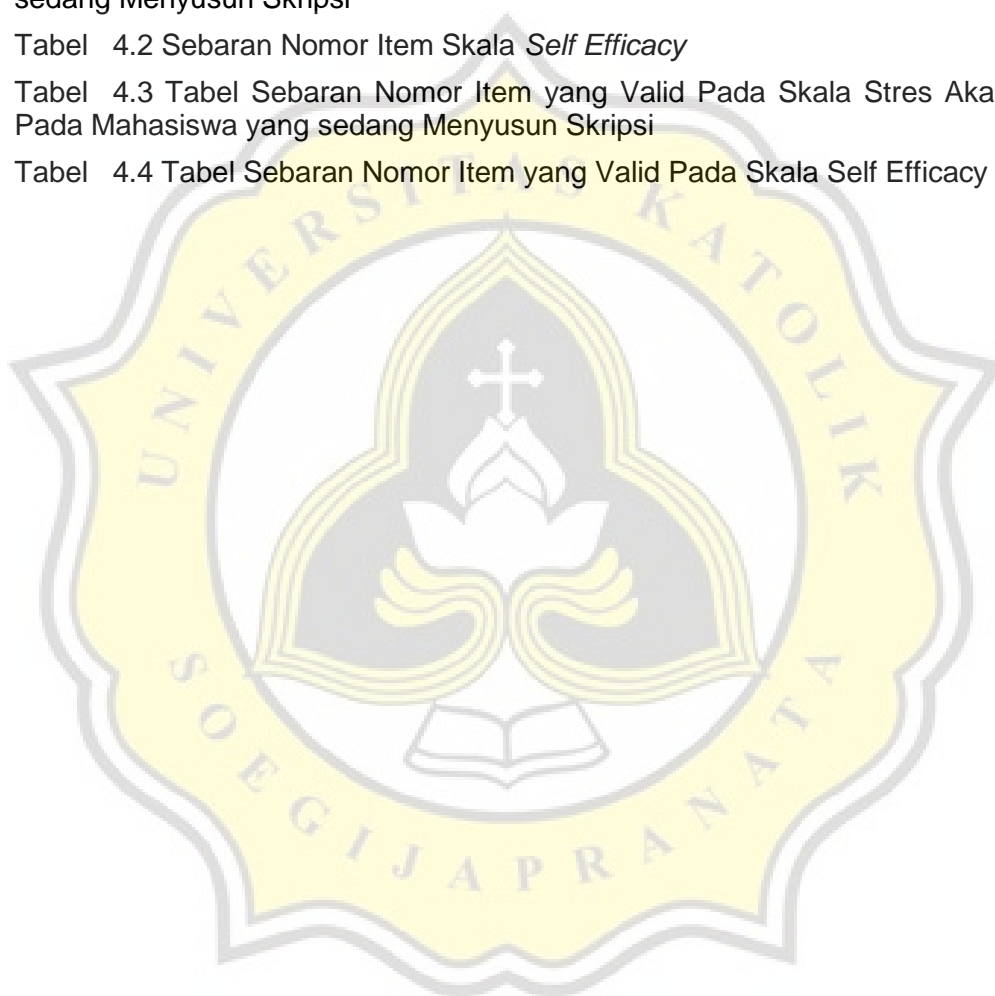 sedang Menyusun Skripsi
Tabel 4.2 Sebaran Nomor Item Skala Self Efficacy
Tabel 4.3 Tabel Sebaran Nomor Item yang Valid Pada Skala Stres Aka
Pada Mahasiswa yang sedang Menyusun Skripsi
Tabel 4.4 Tabel Sebaran Nomor Item yang Valid Pada Skala Self Efficacy
UNIVERSITAS KATOLIK
SOEGIJAPRANATA